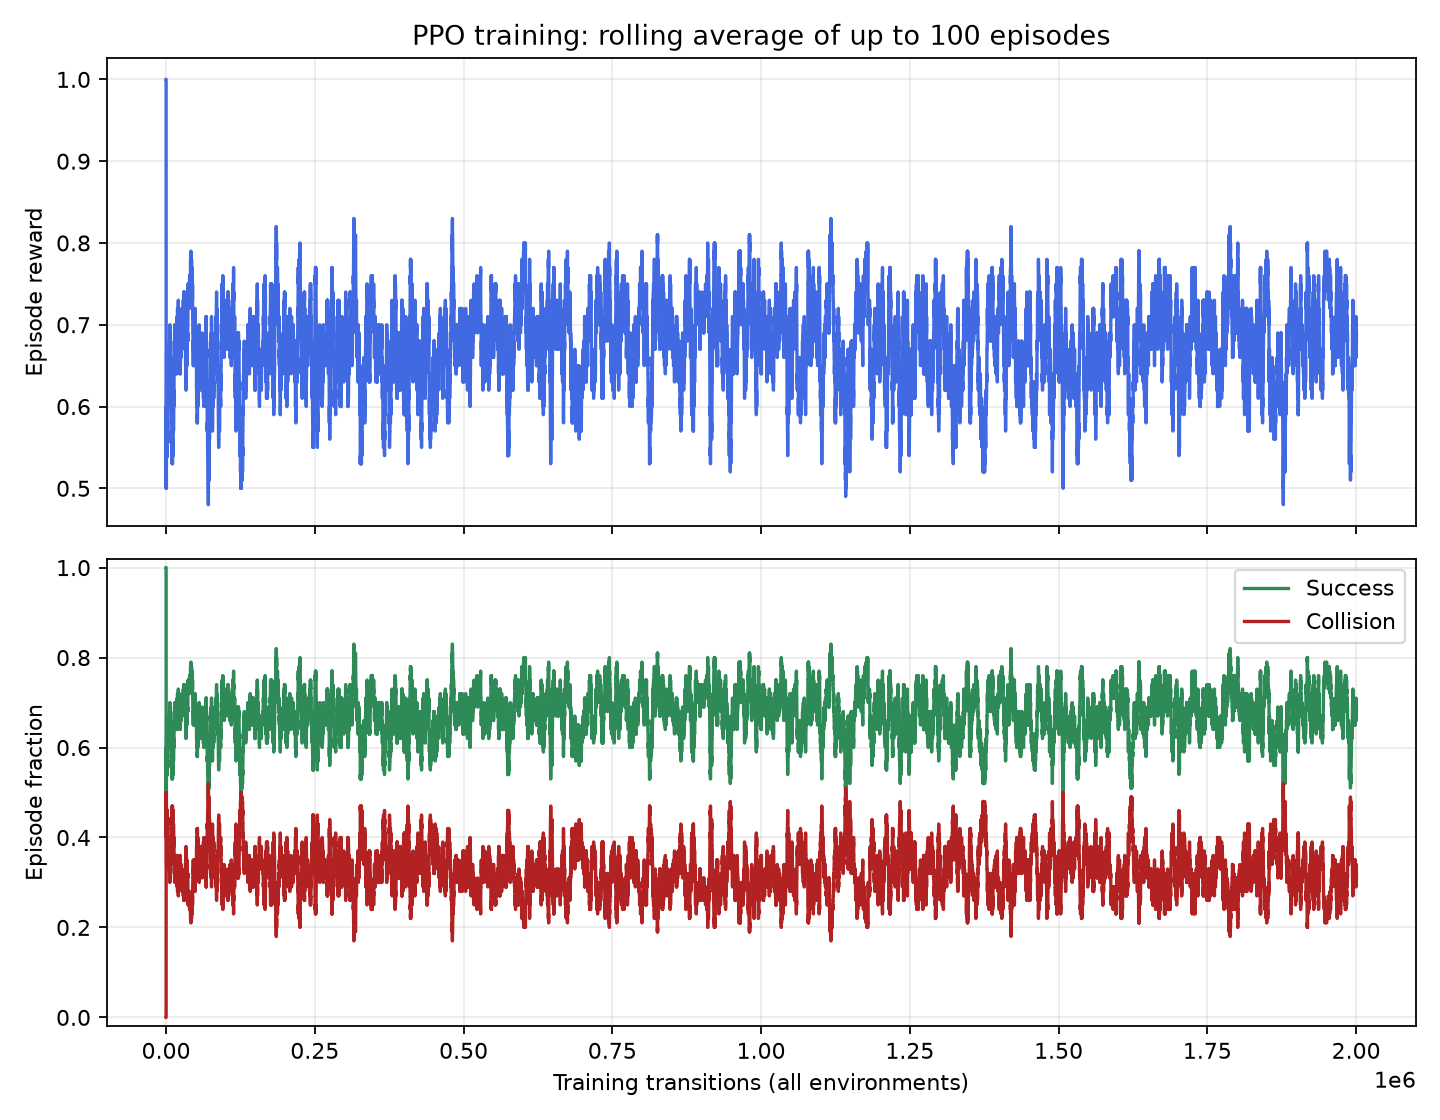 PPO training: rolling average of up to 100 episodes
1.0
0.9
0.8
0.7
0.6
0.5
Episode reward
1.0
0.8
0.6
0.4
0.2
0.0
Episode fraction
Success
Collision
0.00 0.25 0.50 0.75 1.00 1.25 1.50 1.75 2.00
Training transitions (all environments)
1e6